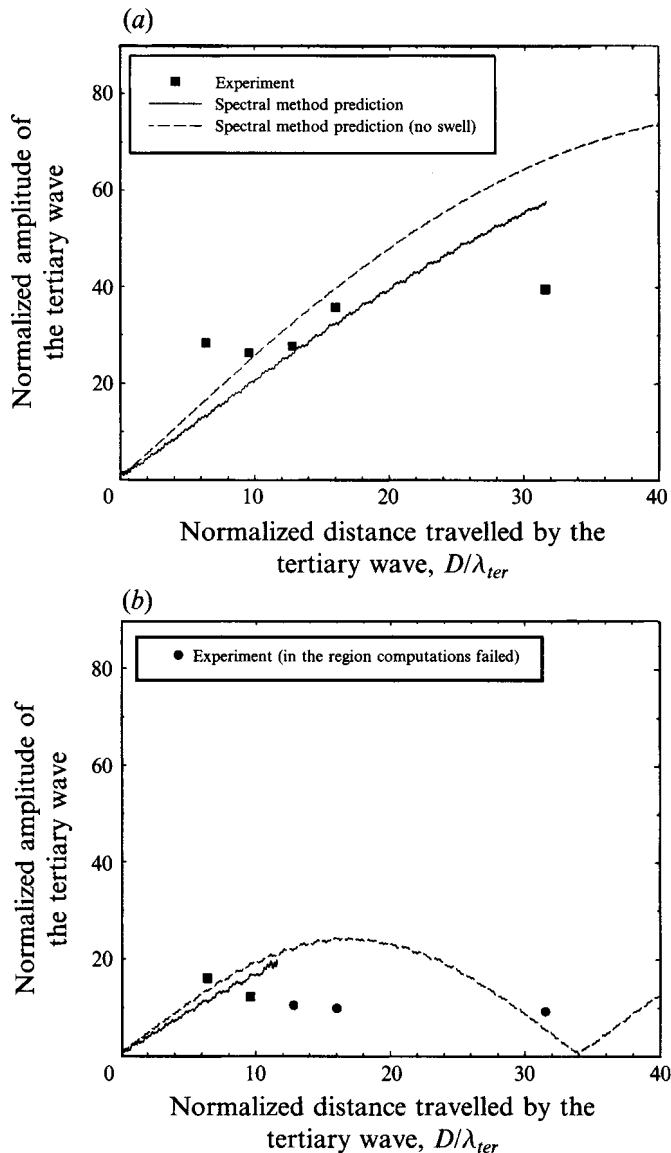 (a)
Experiment
Spectral method prediction
Spectral method prediction (no swell)
80
60
40
20
0
10
20
30
40
Normalized amplitude of
the tertiary wave
Normalized distance travelled by the
tertiary wave, D/λter
(b)
Experiment (in the region computations failed)
80
60
40
20
0
10
20
30
40
Normalized amplitude of
the tertiary wave
Normalized distance travelled by the
tertiary wave, D/λter